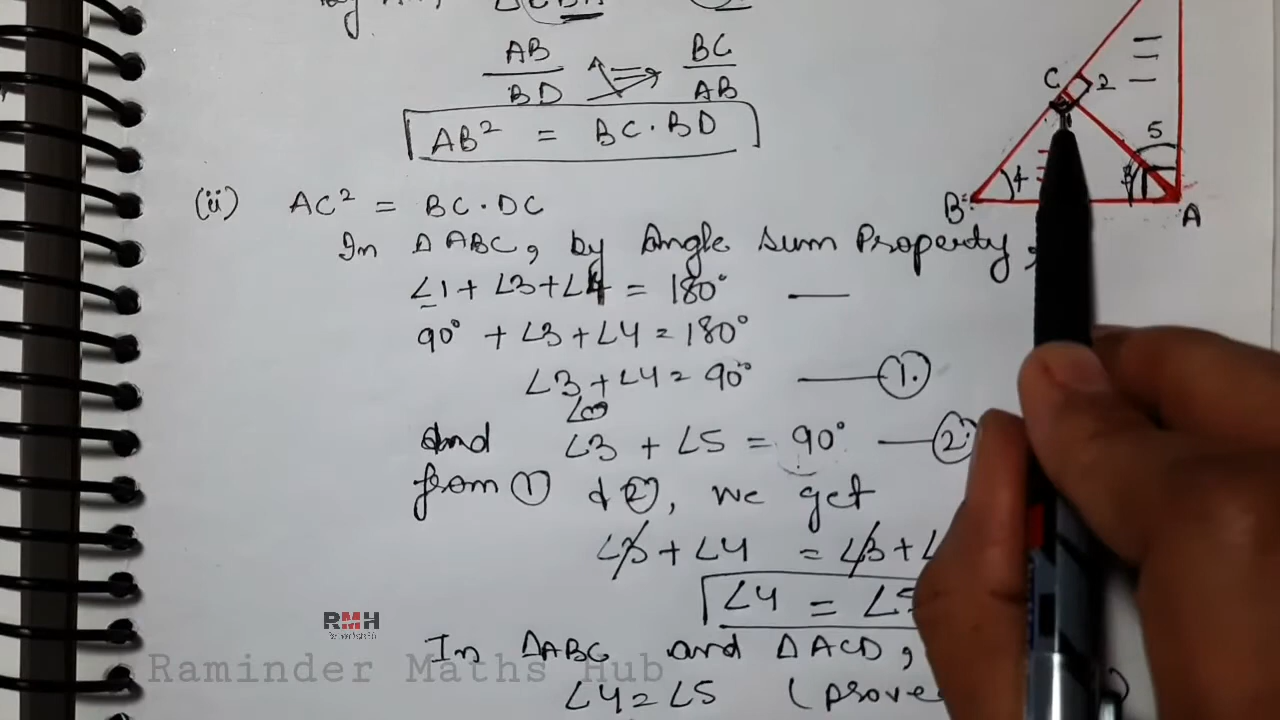 AB BC
BD AB
AB² = BC·BD
(ii) AC² = BC·DC
In ΔABC, by Angle Sum Property,
∠1 + ∠3 + ∠4 = 180°
90° + ∠3 + ∠4 = 180°
∠3 + ∠4 = 90° 1.
and ∠3 + ∠5 = 90° 2.
from 1 & 2, we get
∠3 + ∠4 = ∠3 +
∠4 = ∠5
In ΔABC and ΔACD,
∠4 = ∠5 (prove
C 2
5
4
B A
RMH
Raminder Maths Hub